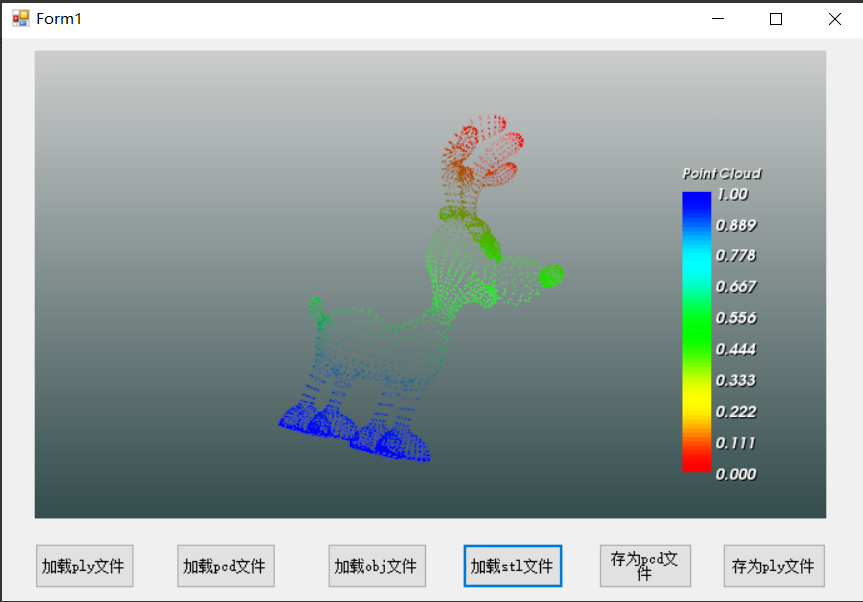 Form1
Point Cloud
1.00
0.889
0.778
0.667
0.556
0.444
0.333
0.222
0.111
0.000
加载ply文件
加载pcd文件
加载obj文件
加载stl文件
存为pcd文
件
存为ply文件